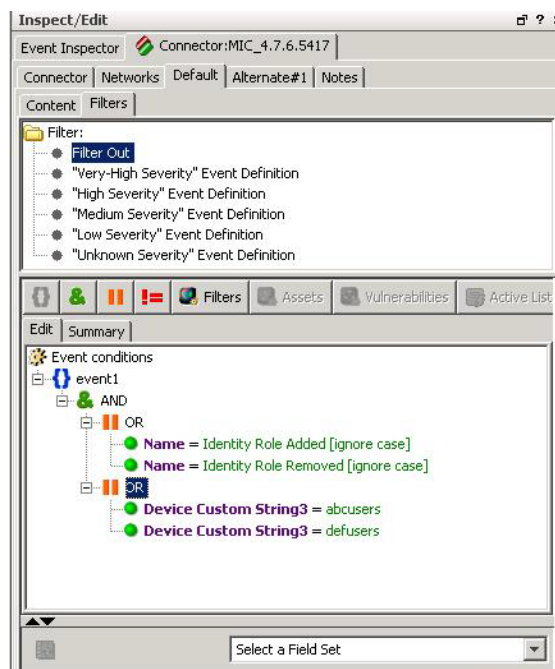 Inspect/Edit
?
Event Inspector Connector:MIC_4.7.6.5417
Connector Networks Default Alternate#1 Notes
Content Filters
Filter:
Filter Out
"Very-High Severity" Event Definition
"High Severity" Event Definition
"Medium Severity" Event Definition
"Low Severity" Event Definition
"Unknown Severity" Event Definition
{} & != Filters Assets Vulnerabilities Active List
Edit Summary
Event conditions
{} event1
& AND
OR
Name = Identity Role Added [ignore case]
Name = Identity Role Removed [ignore case]
OR
Device Custom String3 = abcusers
Device Custom String3 = defusers
Select a Field Set